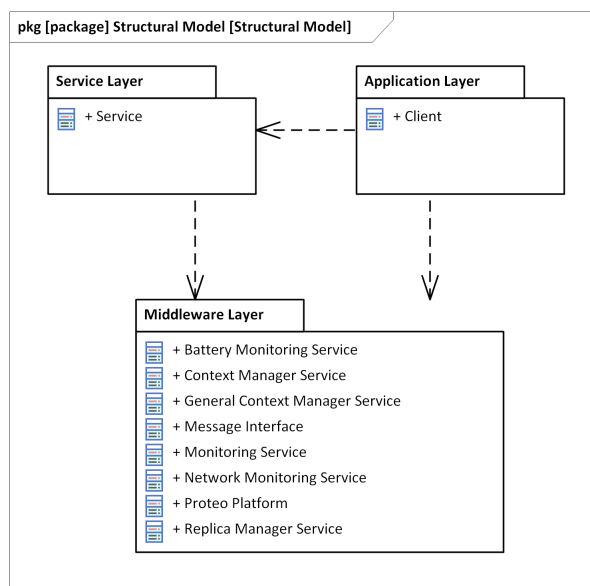 pkg [package] Structural Model [Structural Model]
Service Layer
+ Service
Application Layer
+ Client
Middleware Layer
+ Battery Monitoring Service
+ Context Manager Service
+ General Context Manager Service
+ Message Interface
+ Monitoring Service
+ Network Monitoring Service
+ Proteo Platform
+ Replica Manager Service